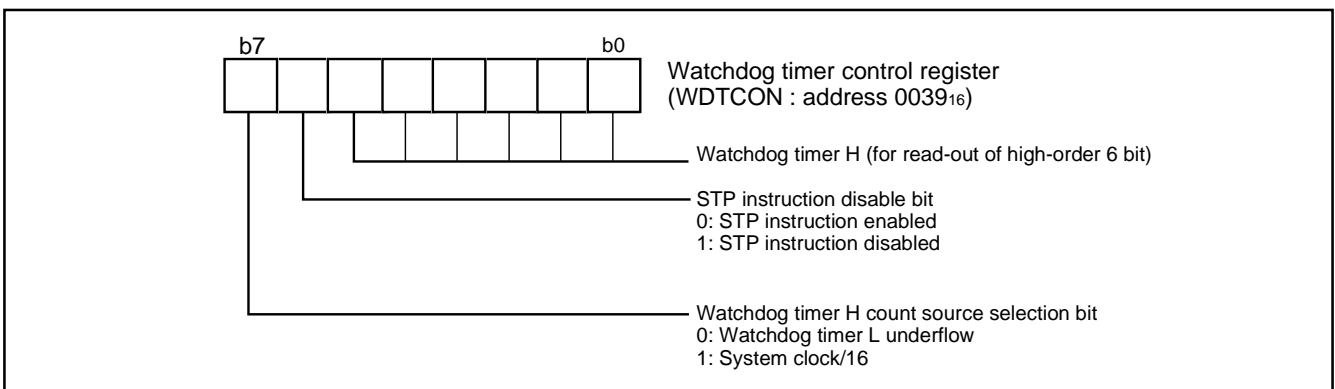 b7 b0
Watchdog timer control register
(WDTCON : address 003916)
Watchdog timer H (for read-out of high-order 6 bit)
STP instruction disable bit
0: STP instruction enabled
1: STP instruction disabled
Watchdog timer H count source selection bit
0: Watchdog timer L underflow
1: System clock/16